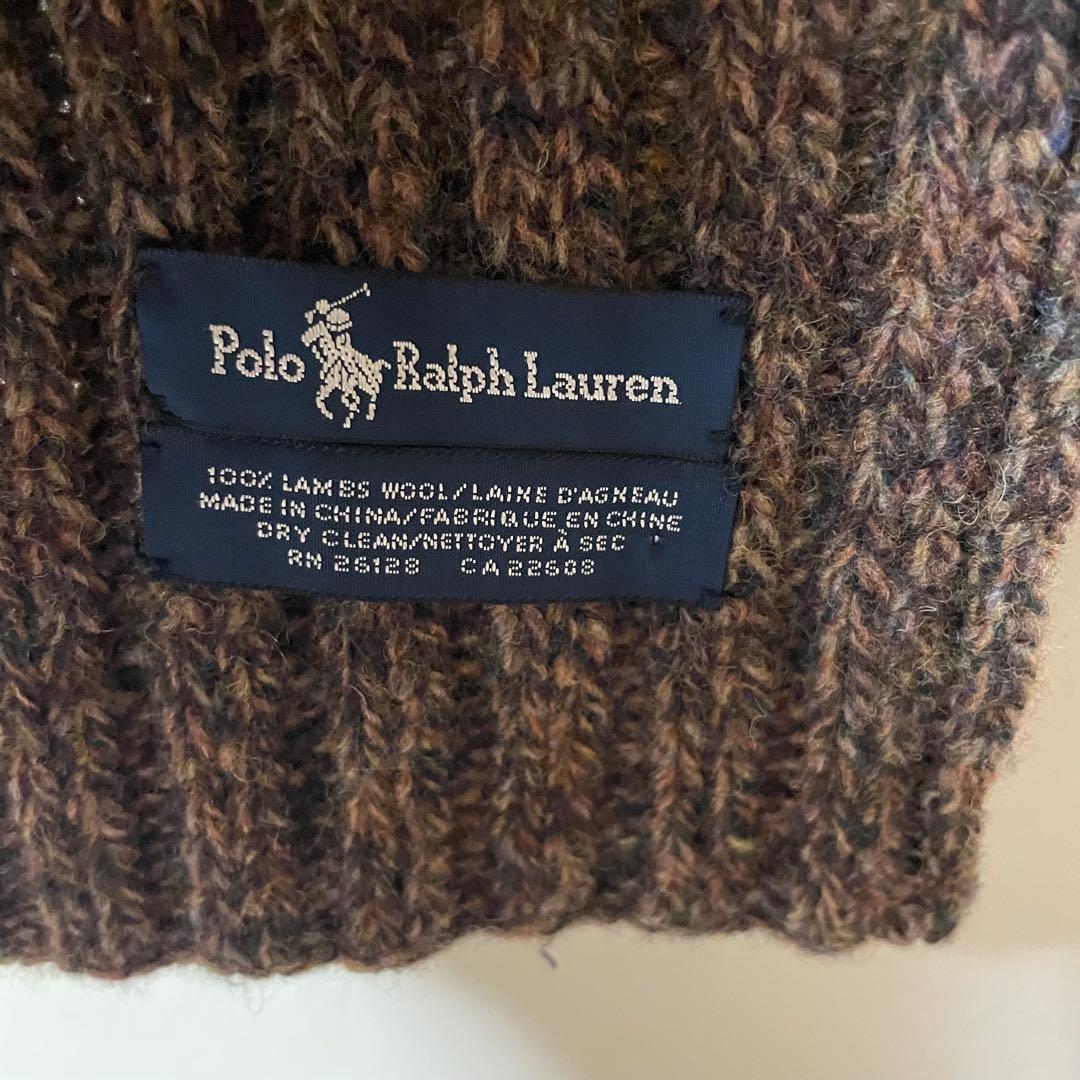 Polo Ralph Lauren
100% LAMBS WOOL/LAINE D'AGNEAU
MADE IN CHINA/FABRIQUE EN CHINE
DRY CLEAN/NETTOYER À SEC
RN 26128 CA 22608